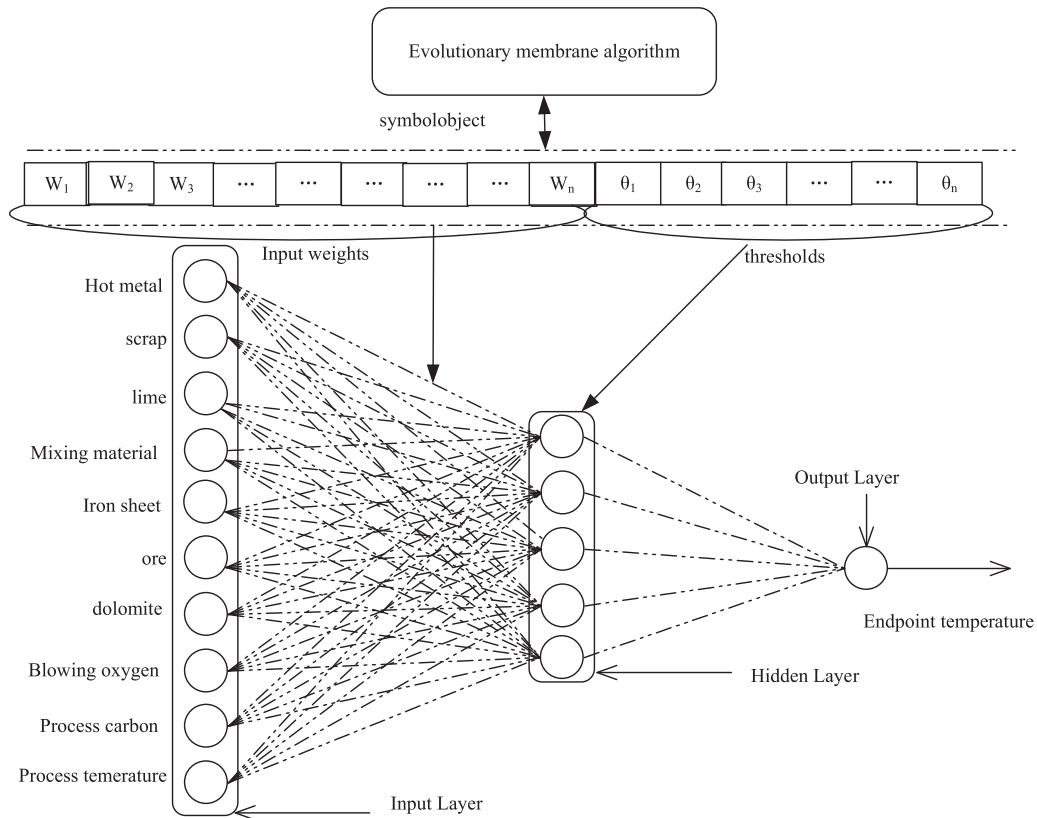 Evolutionary membrane algorithm
symbolobject
W1 W2 W3 ... ... ... ... ... Wn θ1 θ2 θ3 ... ... θn
Input weights
thresholds
Hot metal
scrap
lime
Mixing material
Iron sheet
ore
dolomite
Blowing oxygen
Process carbon
Process temerature
Output Layer
Endpoint temperature
Hidden Layer
Input Layer